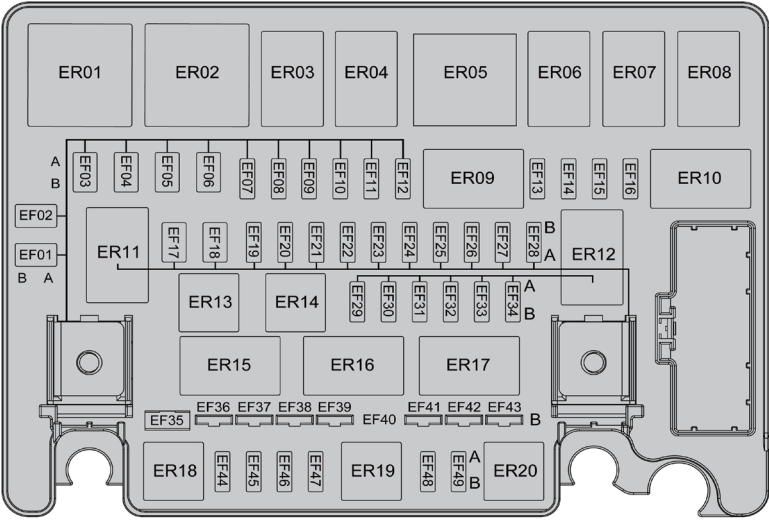 ER01 ER02 ER03 ER04 ER05 ER06 ER07 ER08
A
B
EF03 EF04 EF05 EF06 EF07 EF08 EF09 EF10 EF11 EF12 ER09 EF13 EF14 EF15 EF16 ER10
EF02
EF01
B A
ER11 EF17 EF18 EF19 EF20 EF21 EF22 EF23 EF24 EF25 EF26 EF27 EF28 B A ER12
ER13 ER14 EF29 EF30 EF31 EF32 EF33 EF34 A B
ER15 ER16 ER17
EF35 EF36 EF37 EF38 EF39 EF40 EF41 EF42 EF43 B
ER18 EF44 EF45 EF46 EF47 ER19 EF48 EF49 A B ER20